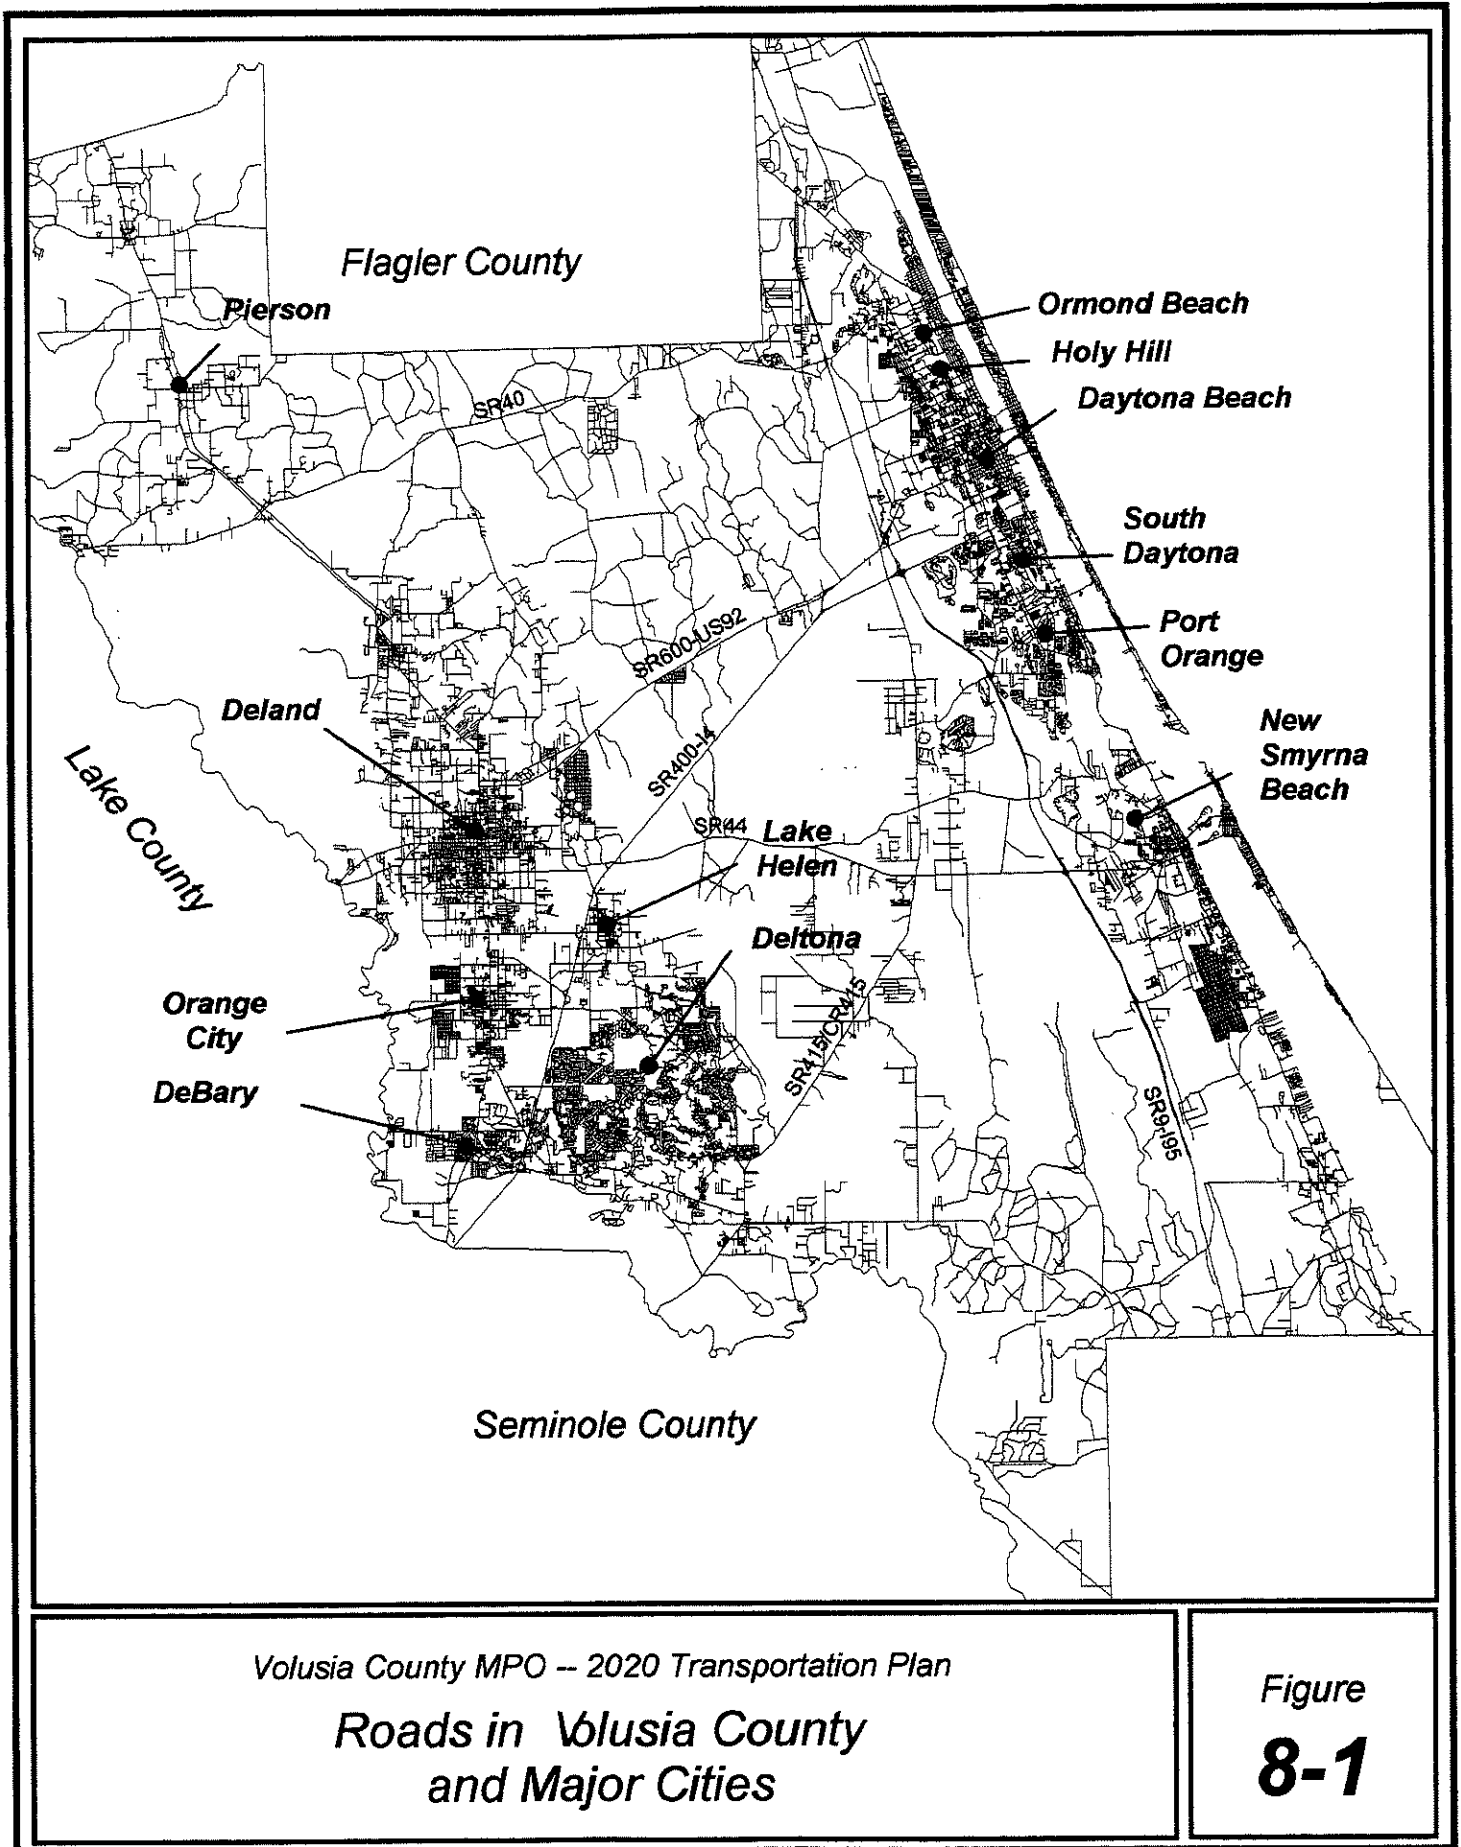 Flagler County
Pierson
Ormond Beach
Holy Hill
SR40
Daytona Beach
South
Daytona
SR600-US92
Port
Orange
Deland
New
Smyrna
Beach
Lake County
SR400-I4
SR44
Lake
Helen
Deltona
Orange
City
SR415/CR415
DeBary
SR9-I95
Seminole County
Volusia County MPO -- 2020 Transportation Plan
Roads in Volusia County
and Major Cities
Figure
8-1